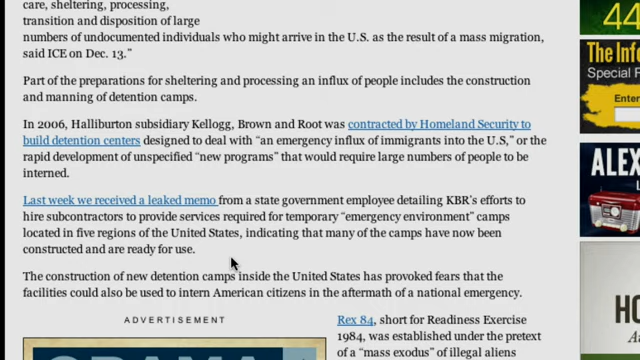 care, sheltering, processing,
transition and disposition of large
numbers of undocumented individuals who might arrive in the U.S. as the result of a mass migration,
said ICE on Dec. 13.”
Part of the preparations for sheltering and processing an influx of people includes the construction
and manning of detention camps.
In 2006, Halliburton subsidiary Kellogg, Brown and Root was contracted by Homeland Security to
build detention centers designed to deal with “an emergency influx of immigrants into the U.S,” or the
rapid development of unspecified “new programs” that would require large numbers of people to be
interned.
Last week we received a leaked memo from a state government employee detailing KBR’s efforts to
hire subcontractors to provide services required for temporary “emergency environment” camps
located in five regions of the United States, indicating that many of the camps have now been
constructed and are ready for use.
The construction of new detention camps inside the United States has provoked fears that the
facilities could also be used to intern American citizens in the aftermath of a national emergency.
ADVERTISEMENT
Rex 84, short for Readiness Exercise
1984, was established under the pretext
of a “mass exodus” of illegal aliens
OBAMA
44
The Info
Special F
Enter
ALEX
L
HO
A